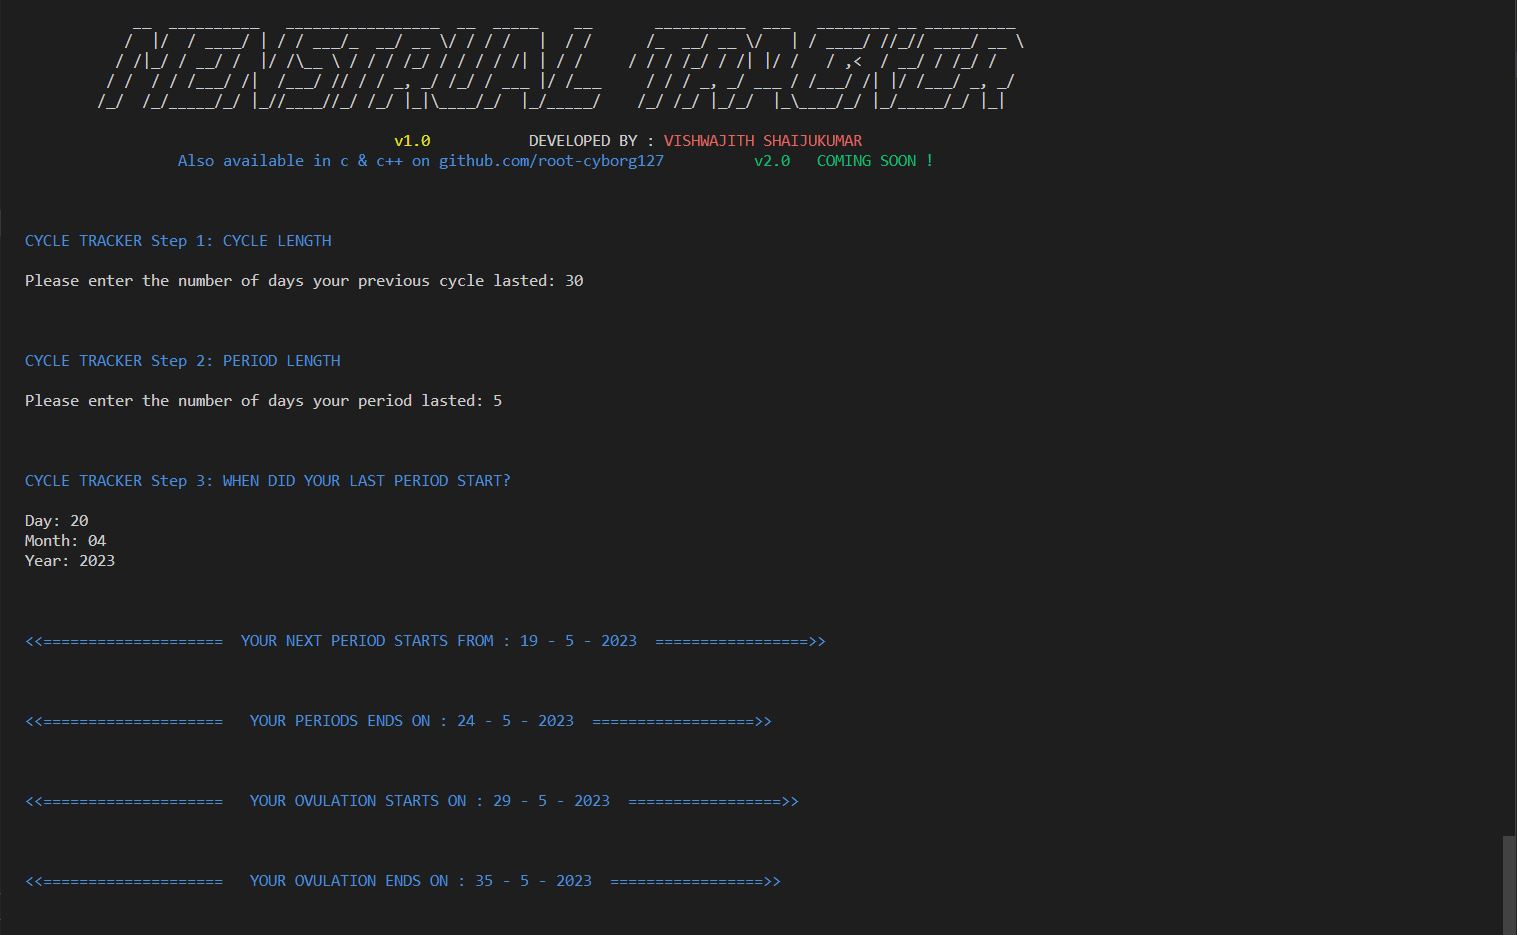 MENSTRUAL TRACKER
v1.0 DEVELOPED BY : VISHWAJITH SHAIJUKUMAR
Also available in c & c++ on github.com/root-cyborg127 v2.0 COMING SOON !
CYCLE TRACKER Step 1: CYCLE LENGTH
Please enter the number of days your previous cycle lasted: 30
CYCLE TRACKER Step 2: PERIOD LENGTH
Please enter the number of days your period lasted: 5
CYCLE TRACKER Step 3: WHEN DID YOUR LAST PERIOD START?
Day: 20
Month: 04
Year: 2023
<<==================== YOUR NEXT PERIOD STARTS FROM : 19 - 5 - 2023 =================>>
<<==================== YOUR PERIODS ENDS ON : 24 - 5 - 2023 ==================>>
<<==================== YOUR OVULATION STARTS ON : 29 - 5 - 2023 =================>>
<<==================== YOUR OVULATION ENDS ON : 35 - 5 - 2023 =================>>